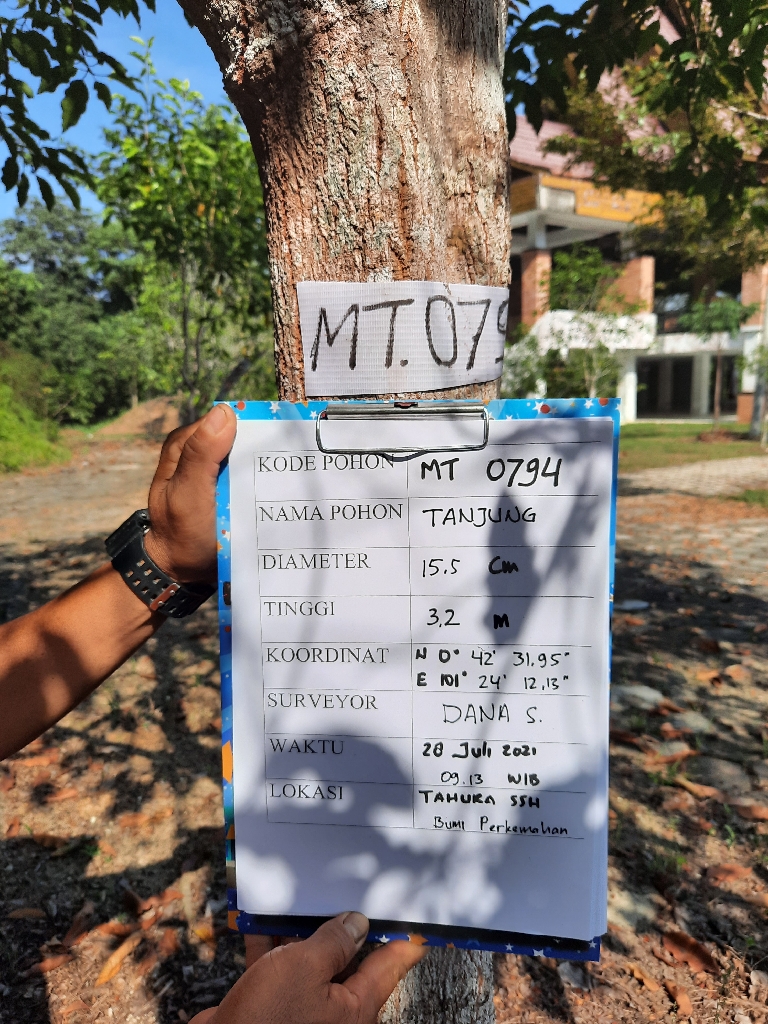 MT.079
KODE POHON MT 0794
NAMA POHON TANJUNG
DIAMETER 15.5 Cm
TINGGI 3,2 m
KOORDINAT N 0° 42' 31,95"
E 101° 24' 12,13"
SURVEYOR DANA S.
WAKTU 28 Juli 2021
09.13 WIB
LOKASI TAHURA SSH
Bumi Perkemahan